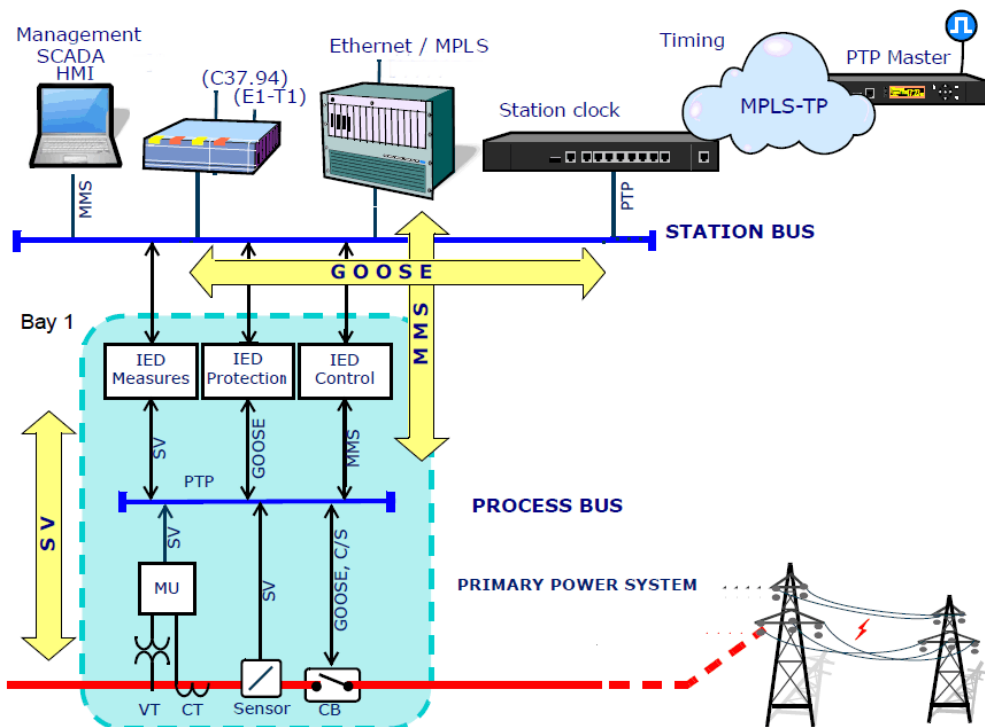 Management
SCADA
HMI
(C37.94)
(E1-T1)
Ethernet / MPLS
Station clock
Timing
MPLS-TP
PTP Master
MMS
PTP
STATION BUS
GOOSE
MMS
Bay 1
IED
Measures
IED
Protection
IED
Control
SV
GOOSE
MMS
PTP
PROCESS BUS
SV
SV
SV
GOOSE, C/S
MU
PRIMARY POWER SYSTEM
VT
CT
Sensor
CB